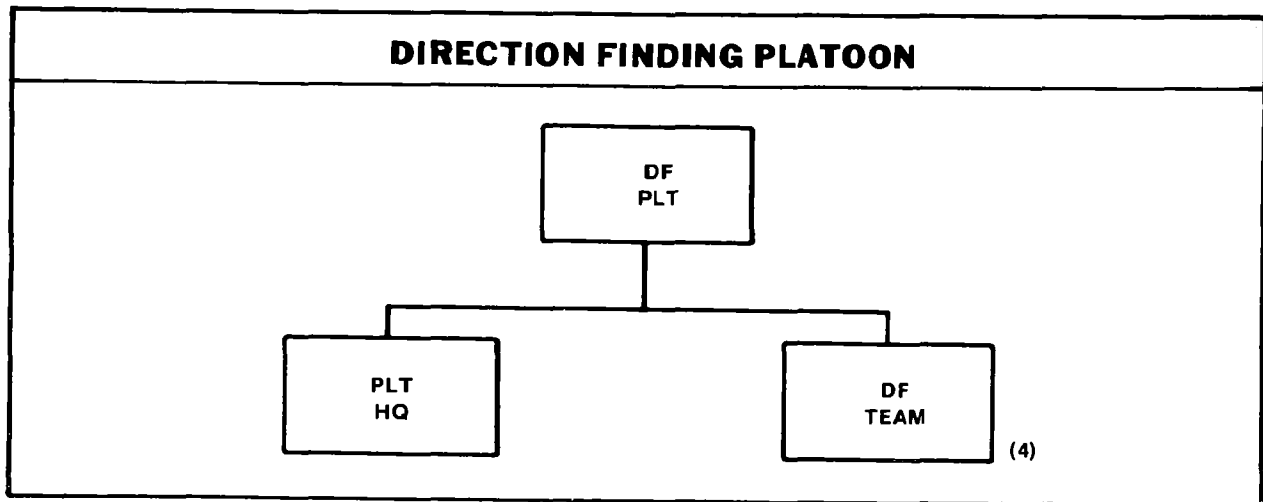 DIRECTION FINDING PLATOON
DF
PLT
PLT
HQ
DF
TEAM
(4)